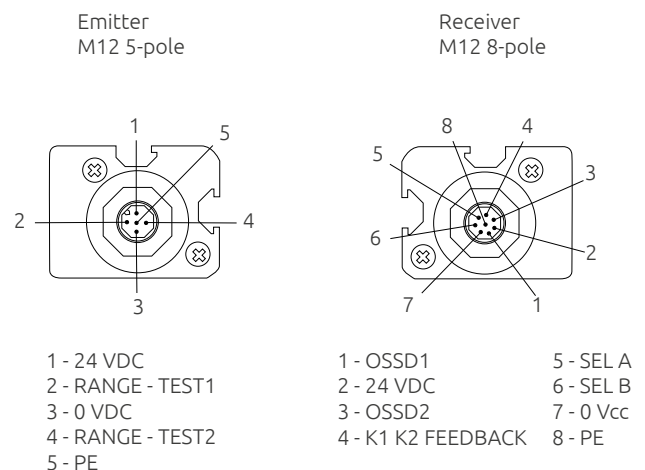 Emitter
M12 5-pole
Receiver
M12 8-pole
1
5
2
4
3
8
4
5
3
6
2
7
1
1 - 24 VDC
2 - RANGE - TEST1
3 - 0 VDC
4 - RANGE - TEST2
5 - PE
1 - OSSD1
2 - 24 VDC
3 - OSSD2
4 - K1 K2 FEEDBACK
5 - SEL A
6 - SEL B
7 - 0 Vcc
8 - PE